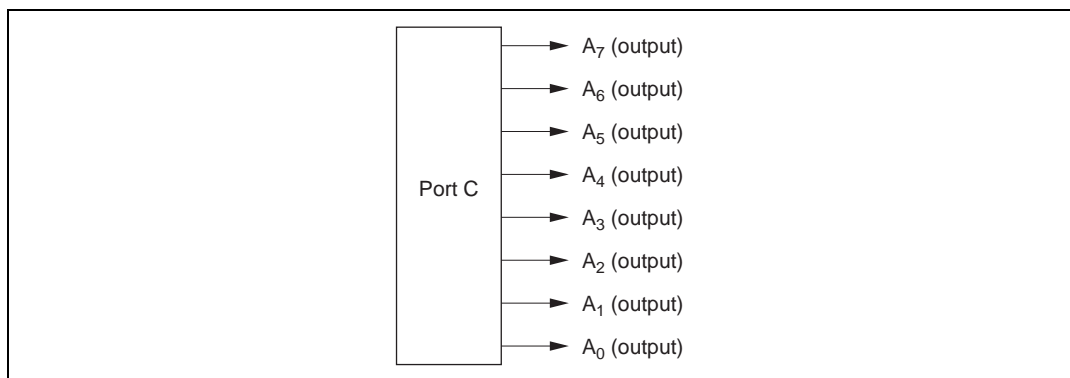 A₇ (output)
A₆ (output)
A₅ (output)
A₄ (output)
Port C
A₃ (output)
A₂ (output)
A₁ (output)
A₀ (output)